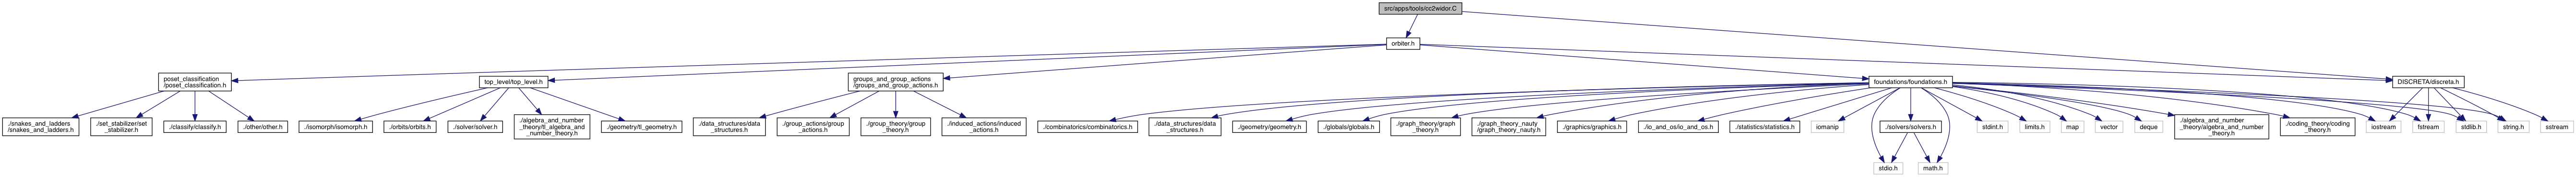 src/apps/tools/cc2widor.C
orbiter.h
poset_classification
/poset_classification.h
top_level/top_level.h
groups_and_group_actions
/groups_and_group_actions.h
foundations/foundations.h
DISCRETA/discreta.h
./snakes_and_ladders
/snakes_and_ladders.h
./set_stabilizer/set
_stabilizer.h
./classify/classify.h
./other/other.h
./isomorph/isomorph.h
./orbits/orbits.h
./solver/solver.h
./algebra_and_number
_theory/tl_algebra_and
_number_theory.h
./geometry/tl_geometry.h
./data_structures/data
_structures.h
./group_actions/group
_actions.h
./group_theory/group
_theory.h
./induced_actions/induced
_actions.h
./combinatorics/combinatorics.h
./data_structures/data
_structures.h
./geometry/geometry.h
./globals/globals.h
./graph_theory/graph
_theory.h
./graph_theory_nauty
/graph_theory_nauty.h
./graphics/graphics.h
./io_and_os/io_and_os.h
./statistics/statistics.h
iomanip
./solvers/solvers.h
stdint.h
limits.h
map
vector
deque
./algebra_and_number
_theory/algebra_and_number
_theory.h
./coding_theory/coding
_theory.h
iostream
fstream
stdlib.h
string.h
sstream
stdio.h
math.h